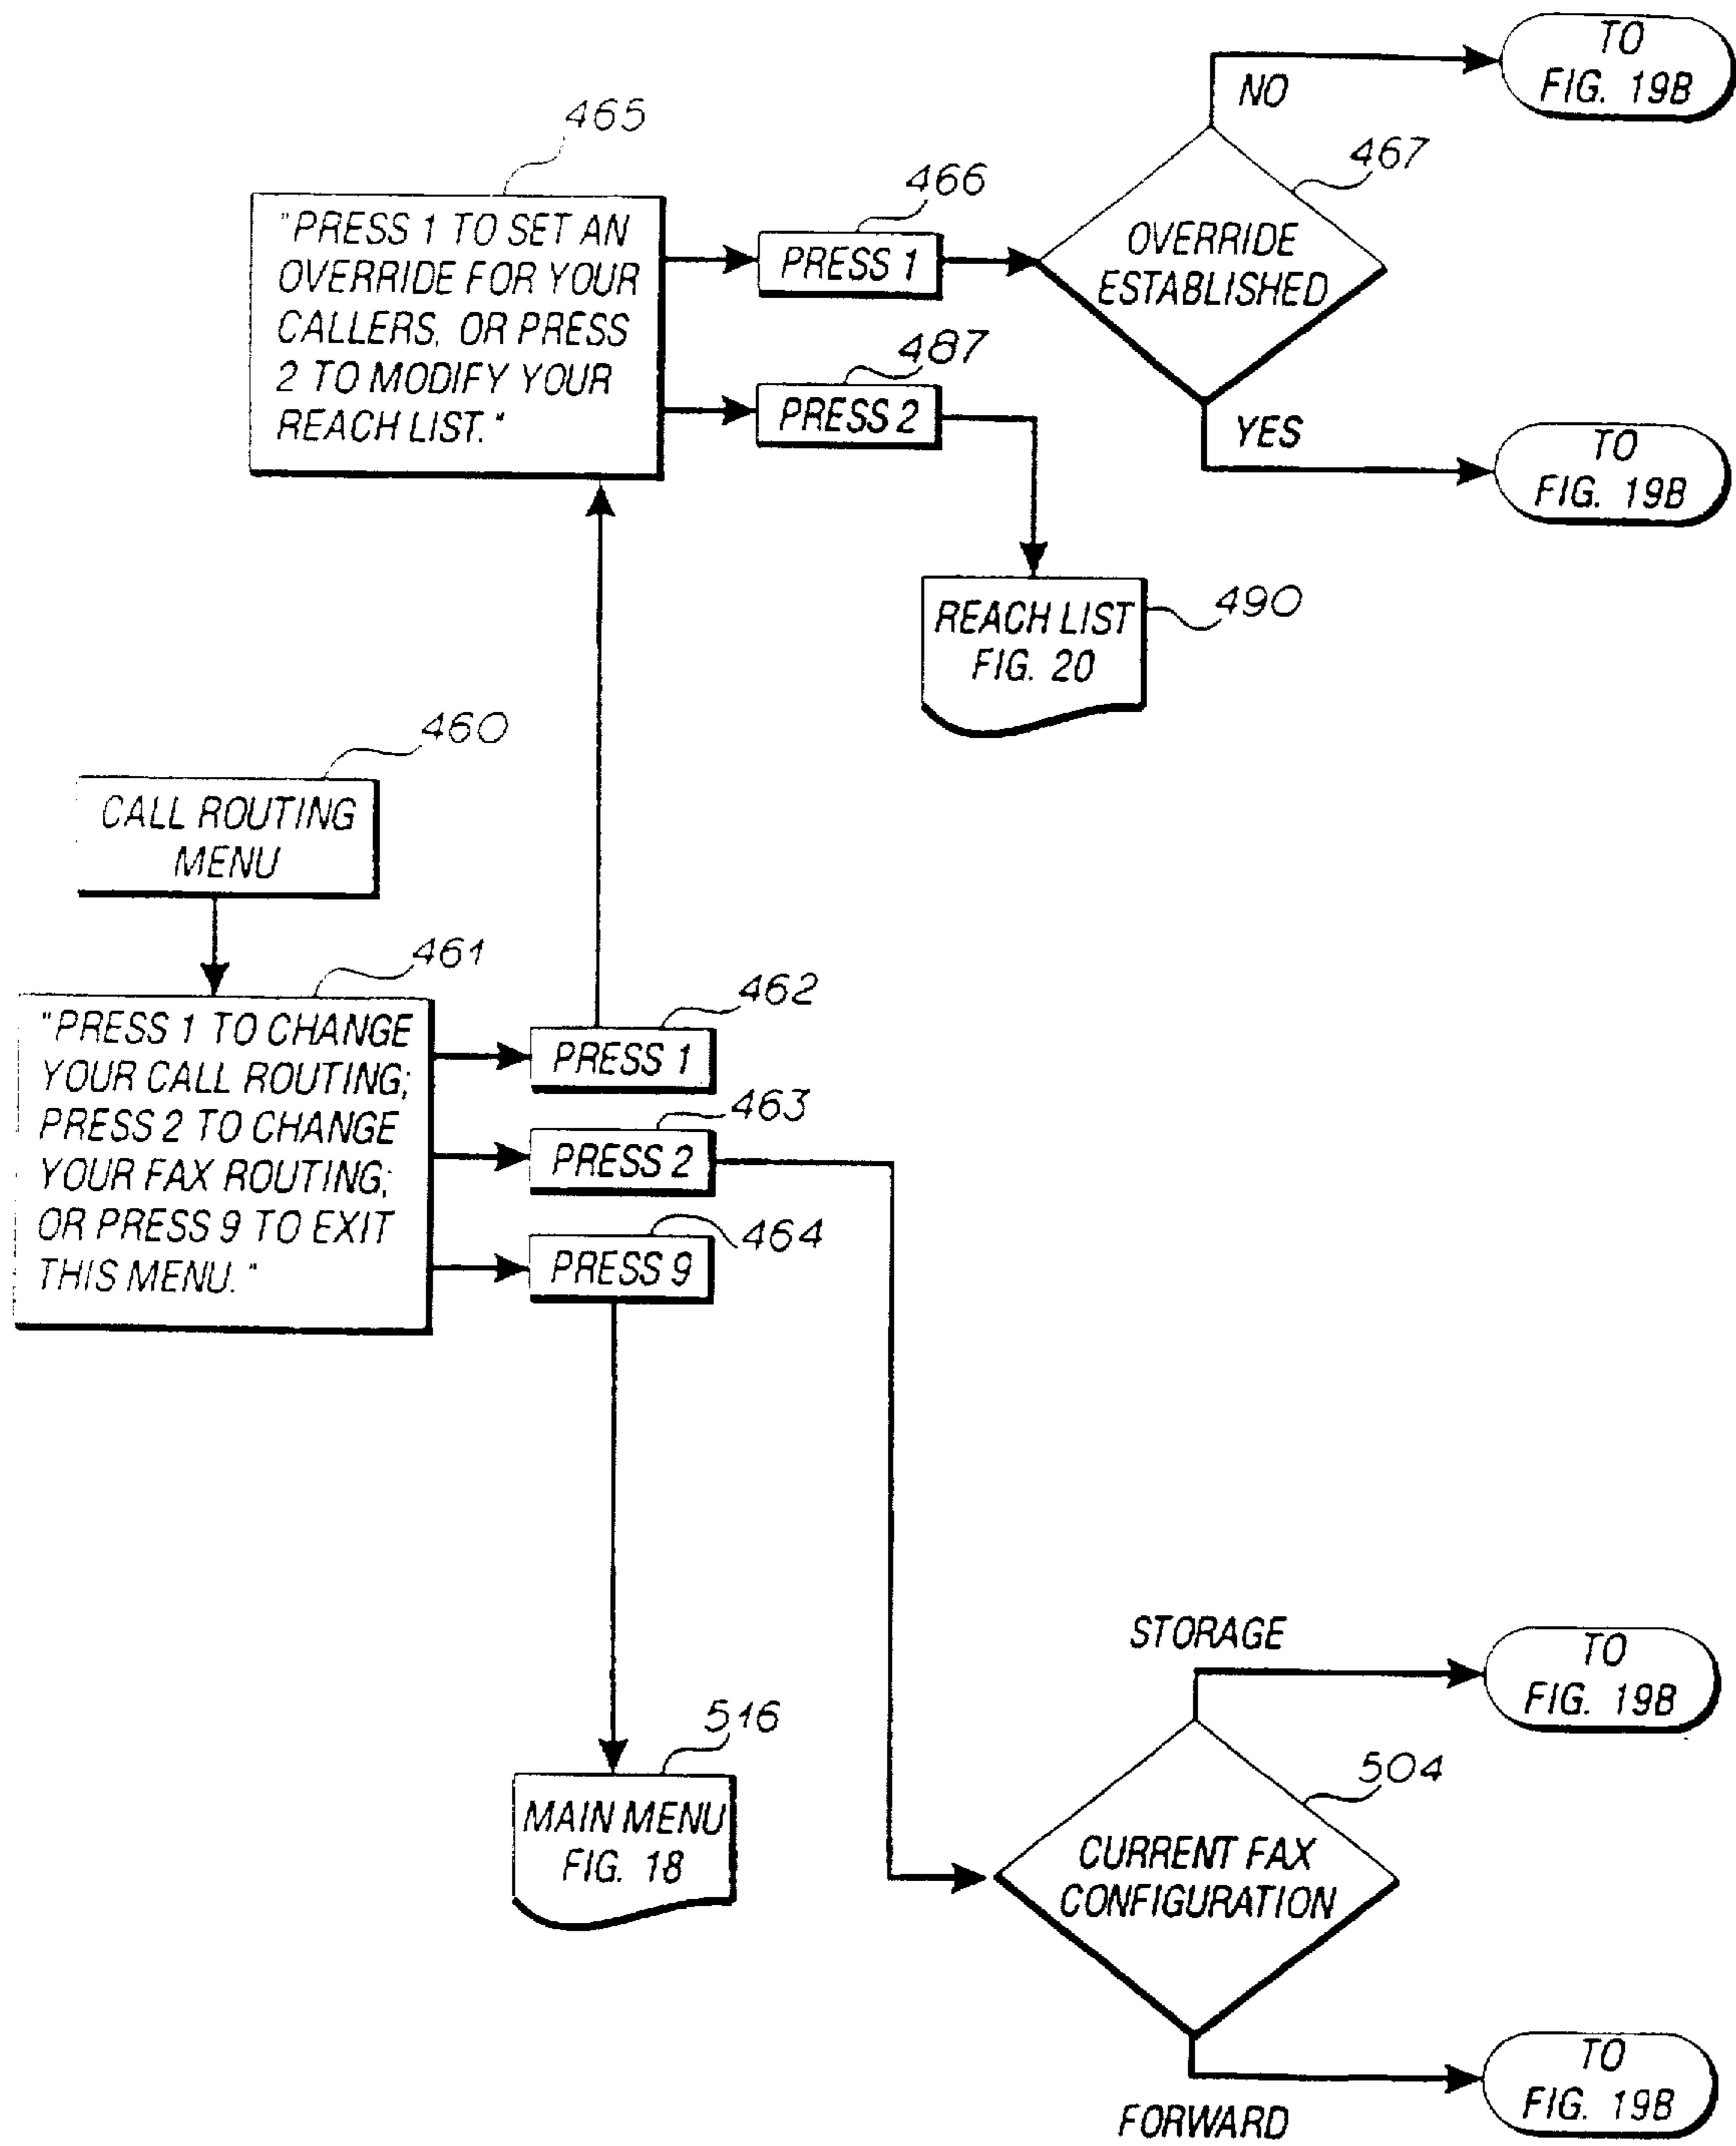 TO
FIG. 19B
NO
465
467
466
"PRESS 1 TO SET AN
OVERRIDE FOR YOUR
CALLERS, OR PRESS
2 TO MODIFY YOUR
REACH LIST."
PRESS 1
OVERRIDE
ESTABLISHED
487
PRESS 2
YES
TO
FIG. 19B
REACH LIST
FIG. 20
490
460
CALL ROUTING
MENU
461
"PRESS 1 TO CHANGE
YOUR CALL ROUTING;
PRESS 2 TO CHANGE
YOUR FAX ROUTING;
OR PRESS 9 TO EXIT
THIS MENU."
462
PRESS 1
463
PRESS 2
464
PRESS 9
STORAGE
TO
FIG. 19B
516
MAIN MENU
FIG. 18
504
CURRENT FAX
CONFIGURATION
TO
FIG. 19B
FORWARD